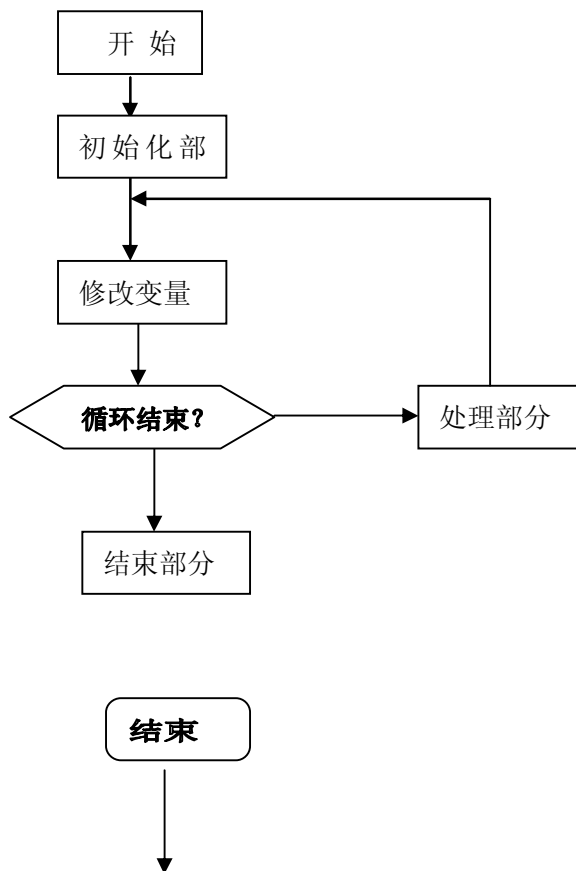 开 始
初始化部
修改变量
循环结束？
处理部分
结束部分
结束